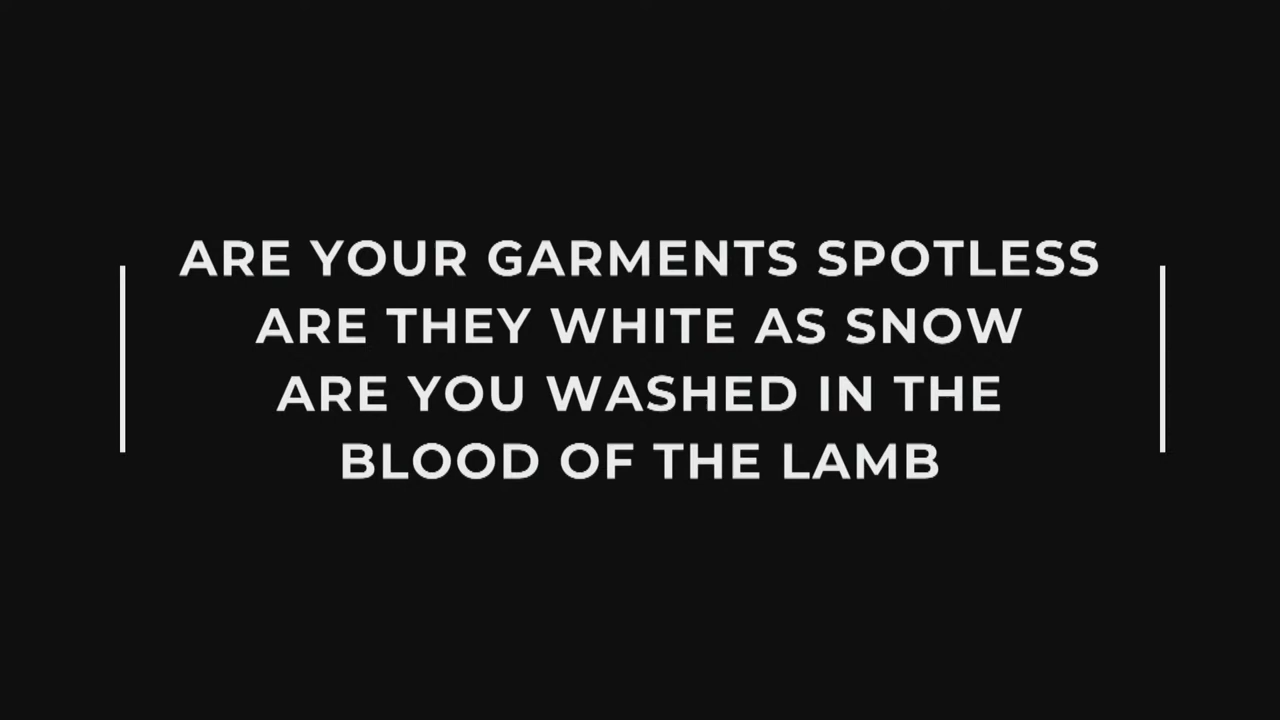 ARE YOUR GARMENTS SPOTLESS
ARE THEY WHITE AS SNOW
ARE YOU WASHED IN THE
BLOOD OF THE LAMB